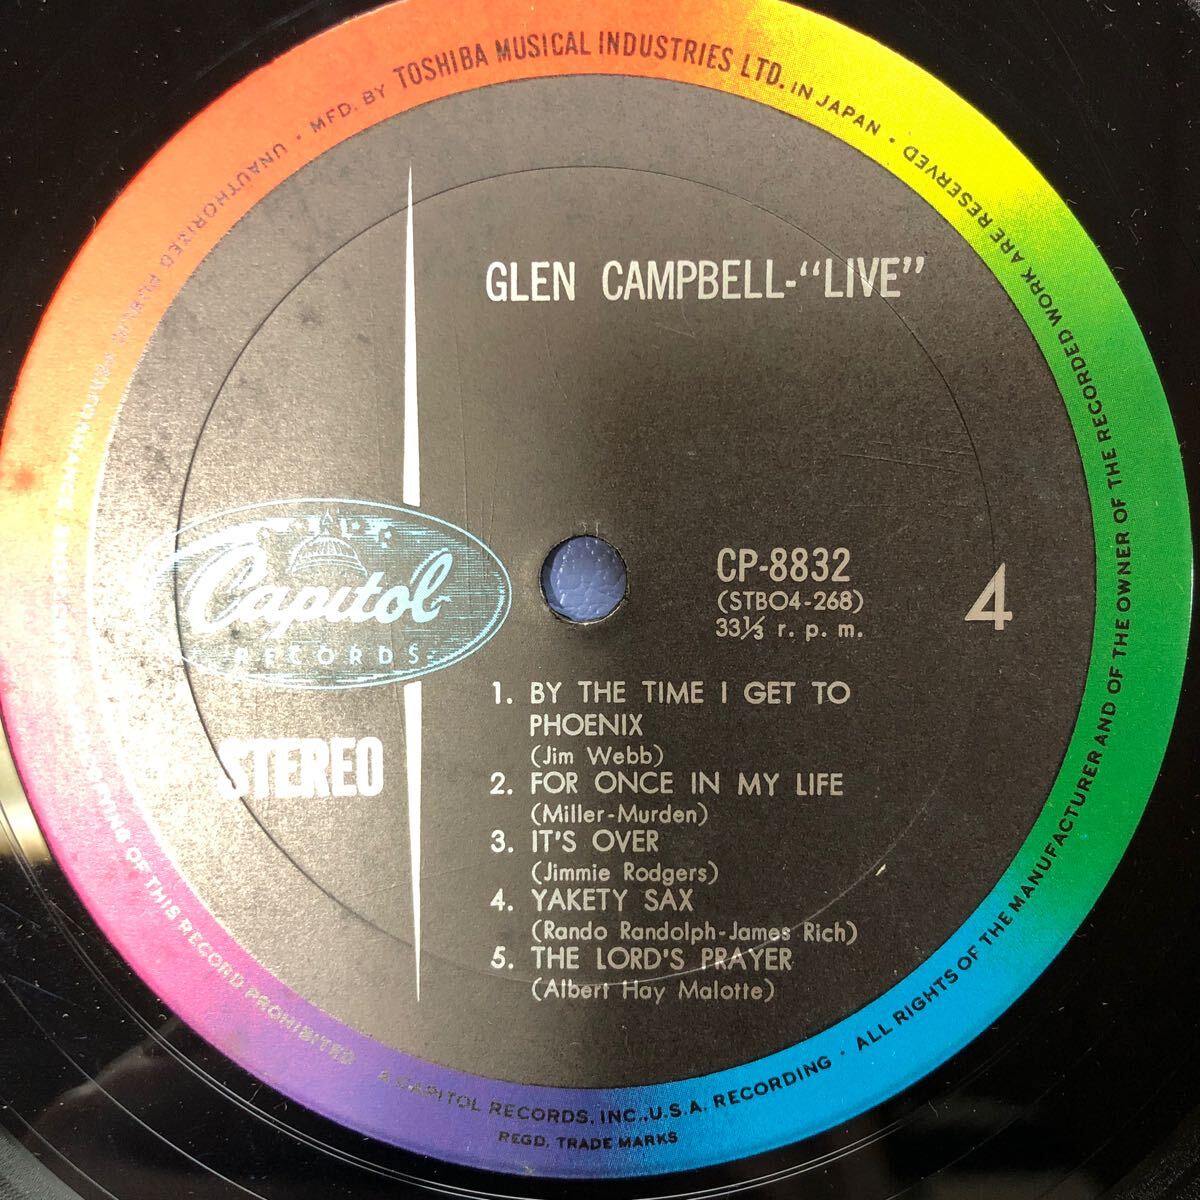 MFD. BY TOSHIBA MUSICAL INDUSTRIES LTD. IN JAPAN • ALL RIGHTS OF THE MANUFACTURER AND OF THE OWNER OF THE RECORDED WORK ARE RESERVED
UNAUTHORIZED PUBLIC PERFORMANCE
COPYING OF THIS RECORD PROHIBITED
GLEN CAMPBELL-“LIVE”
Capitol
RECORDS
STEREO
CP-8832
(STBO4-268)
33⅓ r. p. m.
4
1. BY THE TIME I GET TO
PHOENIX
(Jim Webb)
2. FOR ONCE IN MY LIFE
(Miller-Murden)
3. IT'S OVER
(Jimmie Rodgers)
4. YAKETY SAX
(Rando Randolph-James Rich)
5. THE LORD'S PRAYER
(Albert Hay Malotte)
A CAPITOL RECORDS, INC., U.S.A. RECORDING •
REGD. TRADE MARKS